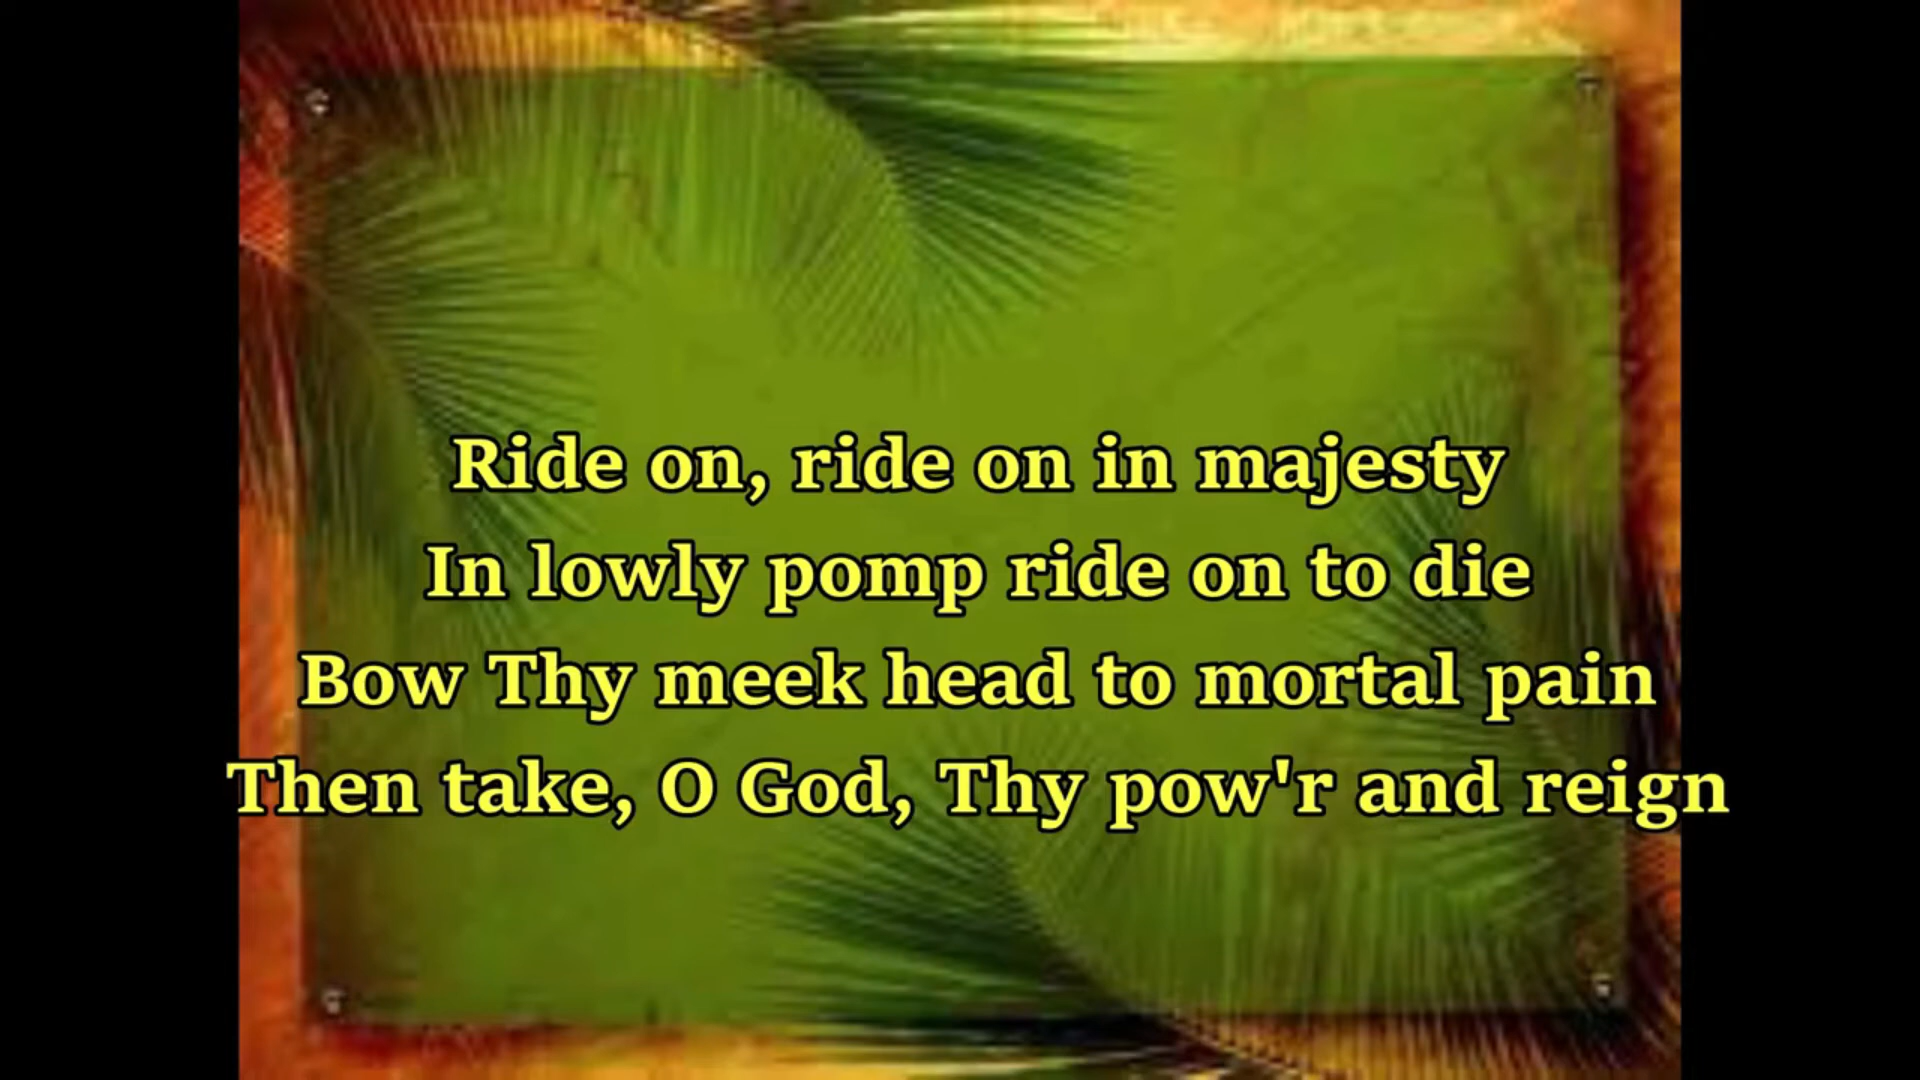 Ride on, ride on in majesty
In lowly pomp ride on to die
Bow Thy meek head to mortal pain
Then take, O God, Thy pow'r and reign